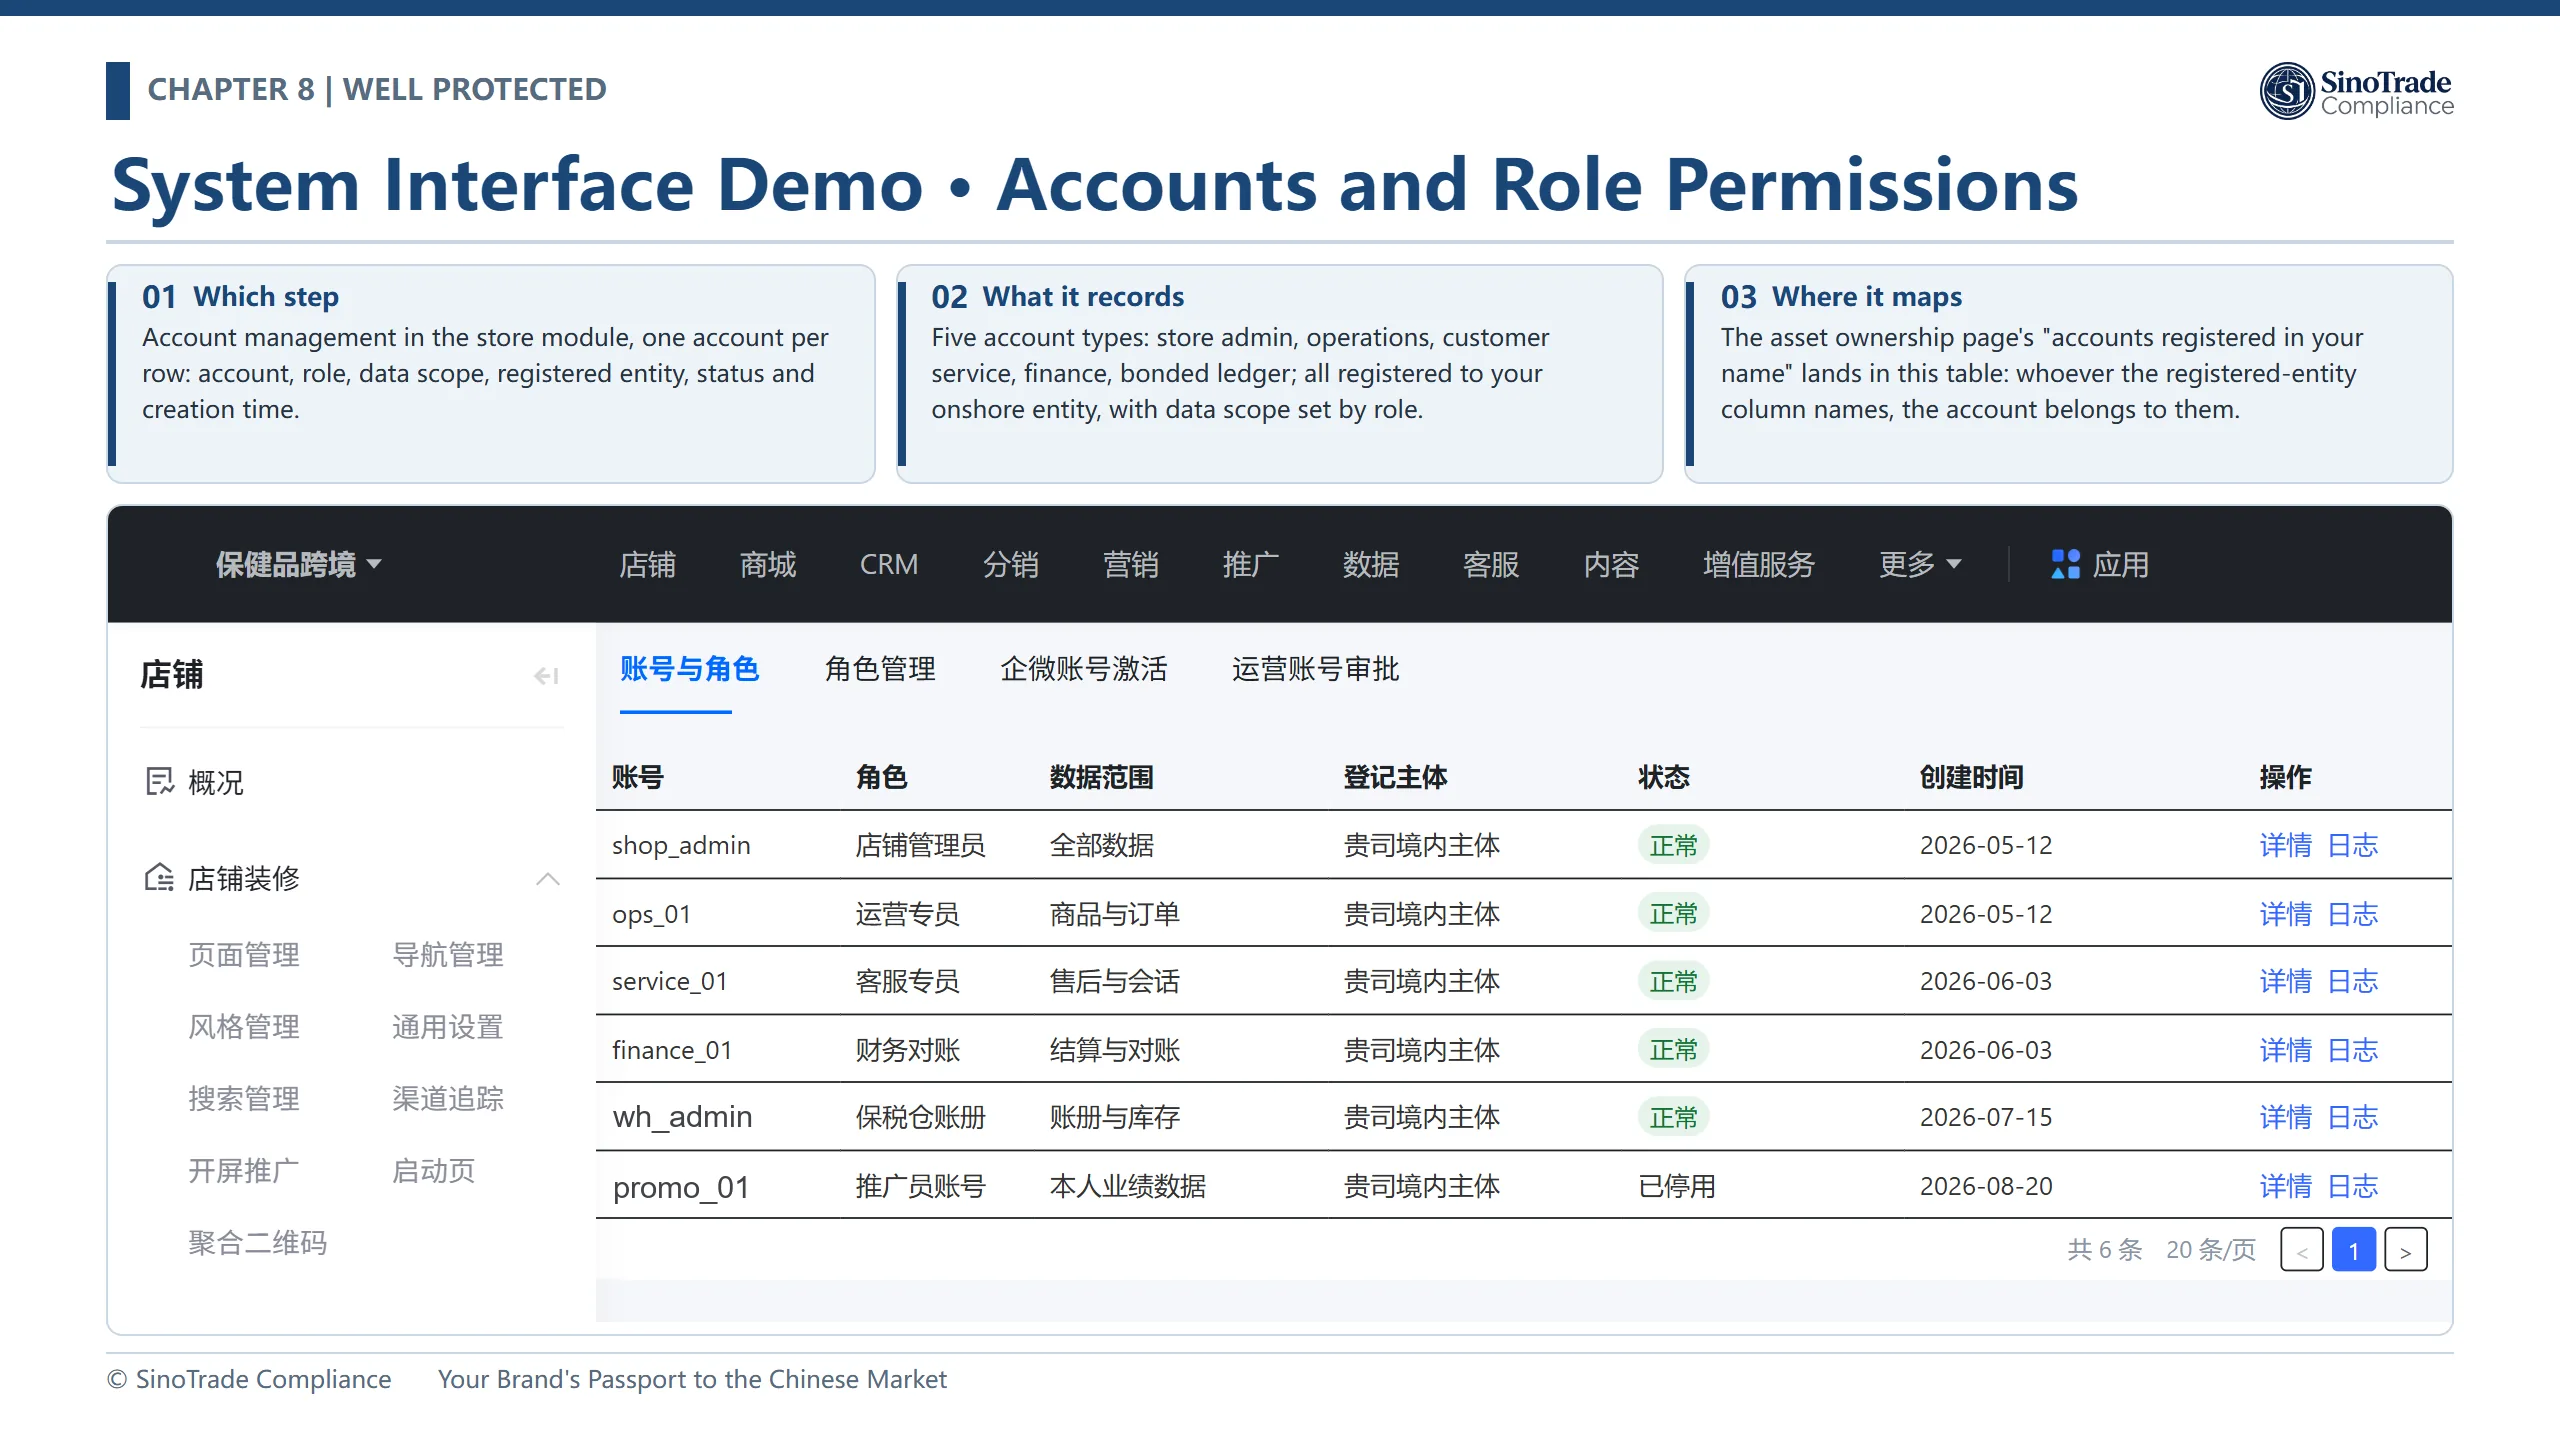 CHAPTER 8 | WELL PROTECTED
SinoTrade
Compliance
System Interface Demo • Accounts and Role Permissions
01 Which step
Account management in the store module, one account per
row: account, role, data scope, registered entity, status and
creation time.
02 What it records
Five account types: store admin, operations, customer
service, finance, bonded ledger; all registered to your
onshore entity, with data scope set by role.
03 Where it maps
The asset ownership page's "accounts registered in your
name" lands in this table: whoever the registered-entity
column names, the account belongs to them.
保健品跨境 店铺 商城 CRM 分销 营销 推广 数据 客服 内容 增值服务 更多 应用
店铺
概况
店铺装修
页面管理 导航管理
风格管理 通用设置
搜索管理 渠道追踪
开屏推广 启动页
聚合二维码
账号与角色 角色管理 企微账号激活 运营账号审批
账号 角色 数据范围 登记主体 状态 创建时间 操作
shop_admin 店铺管理员 全部数据 贵司境内主体 正常 2026-05-12 详情 日志
ops_01 运营专员 商品与订单 贵司境内主体 正常 2026-05-12 详情 日志
service_01 客服专员 售后与会话 贵司境内主体 正常 2026-06-03 详情 日志
finance_01 财务对账 结算与对账 贵司境内主体 正常 2026-06-03 详情 日志
wh_admin 保税仓账册 账册与库存 贵司境内主体 正常 2026-07-15 详情 日志
promo_01 推广员账号 本人业绩数据 贵司境内主体 已停用 2026-08-20 详情 日志
共 6 条 20 条/页 < 1 >
© SinoTrade Compliance Your Brand's Passport to the Chinese Market